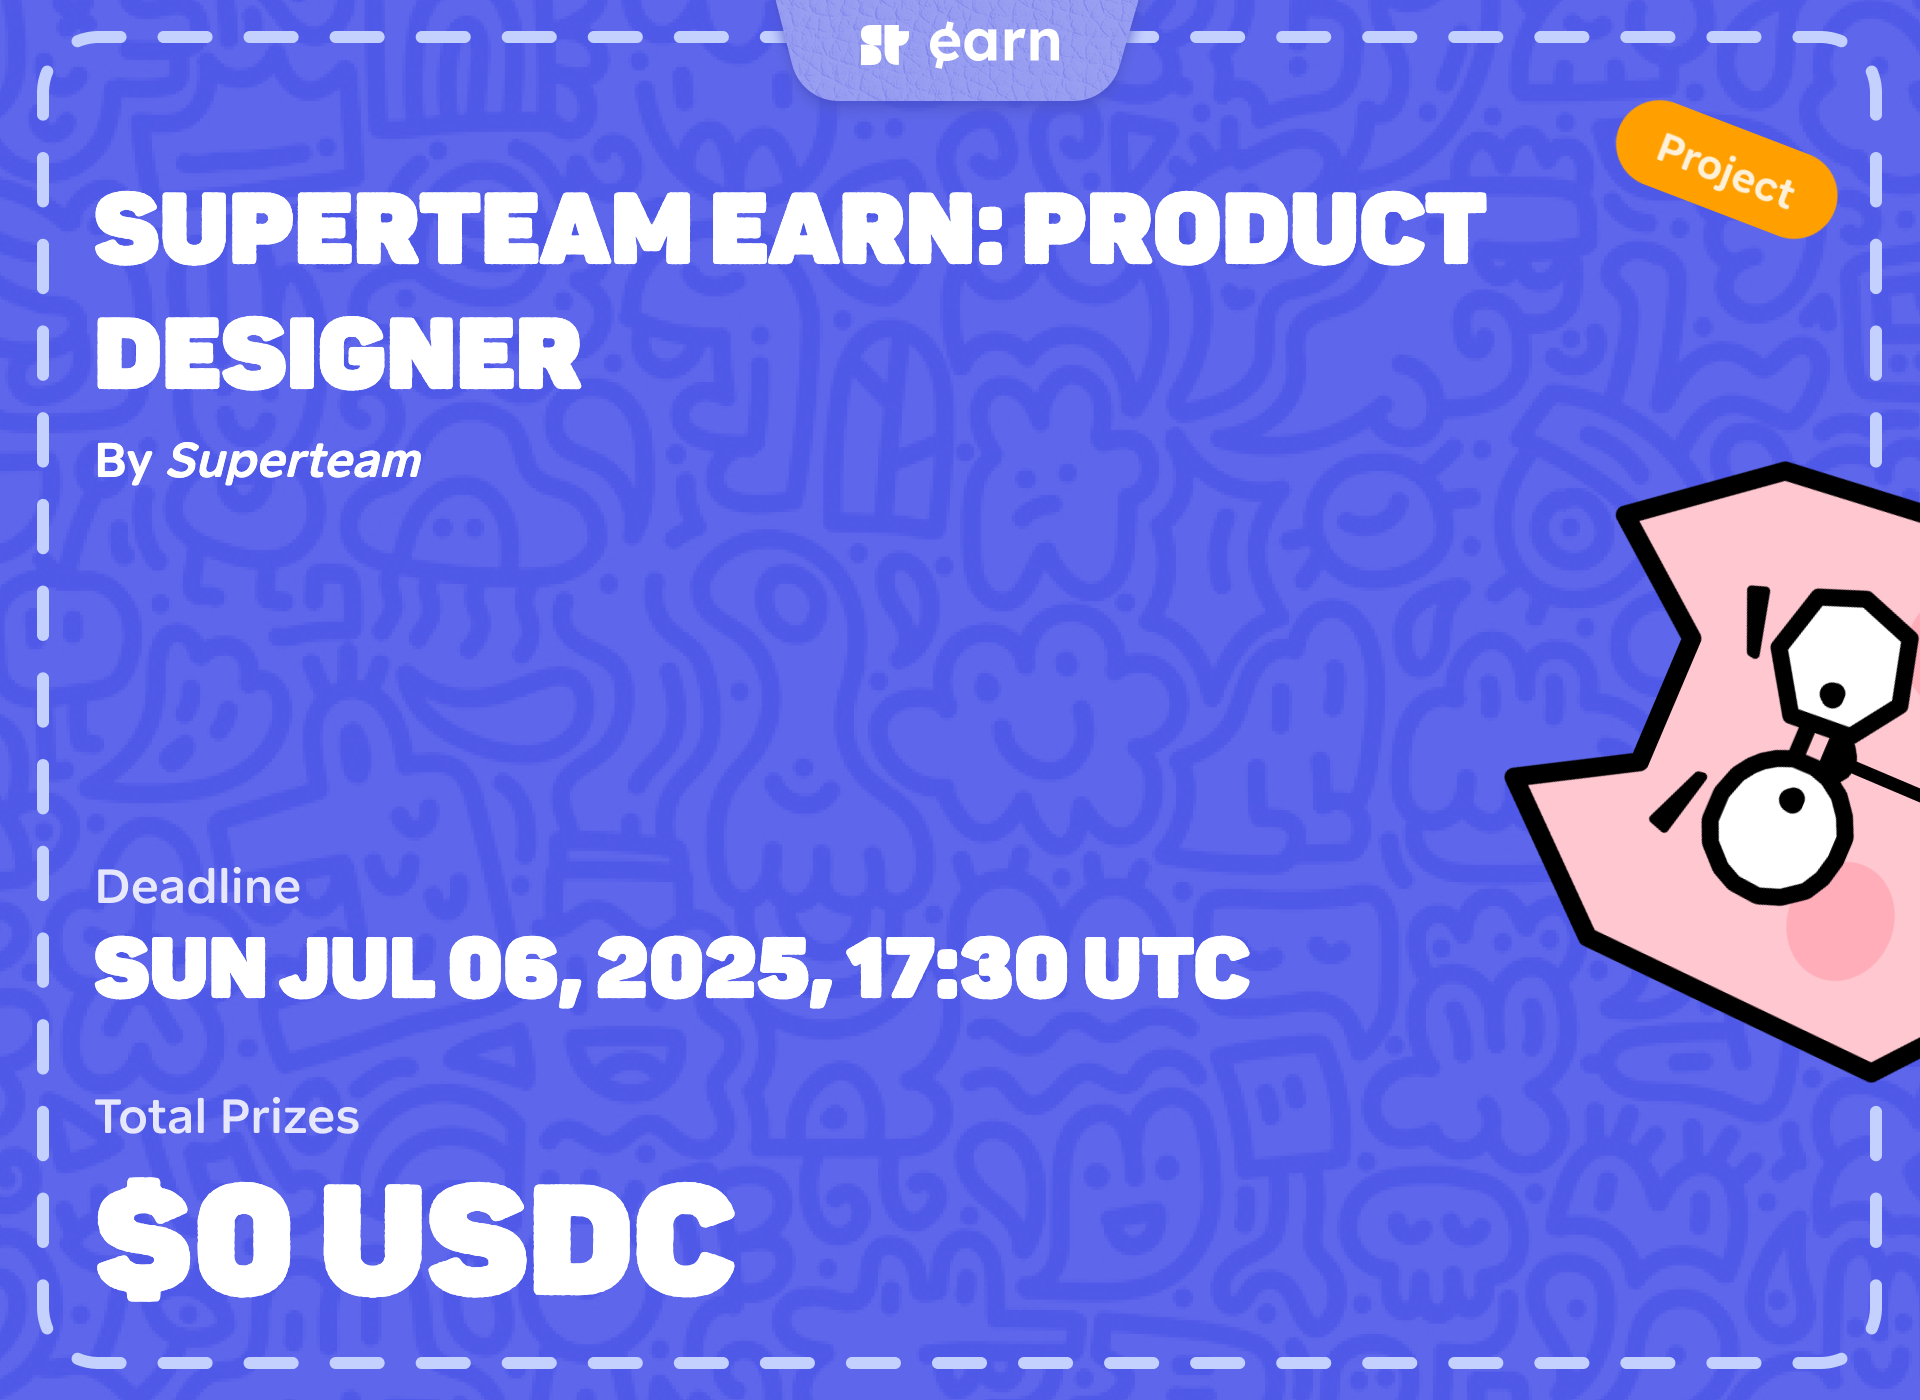 st earn
Project
SUPERTEAM EARN: PRODUCT
DESIGNER
By Superteam
Deadline
SUN JUL 06, 2025, 17:30 UTC
Total Prizes
$0 USDC